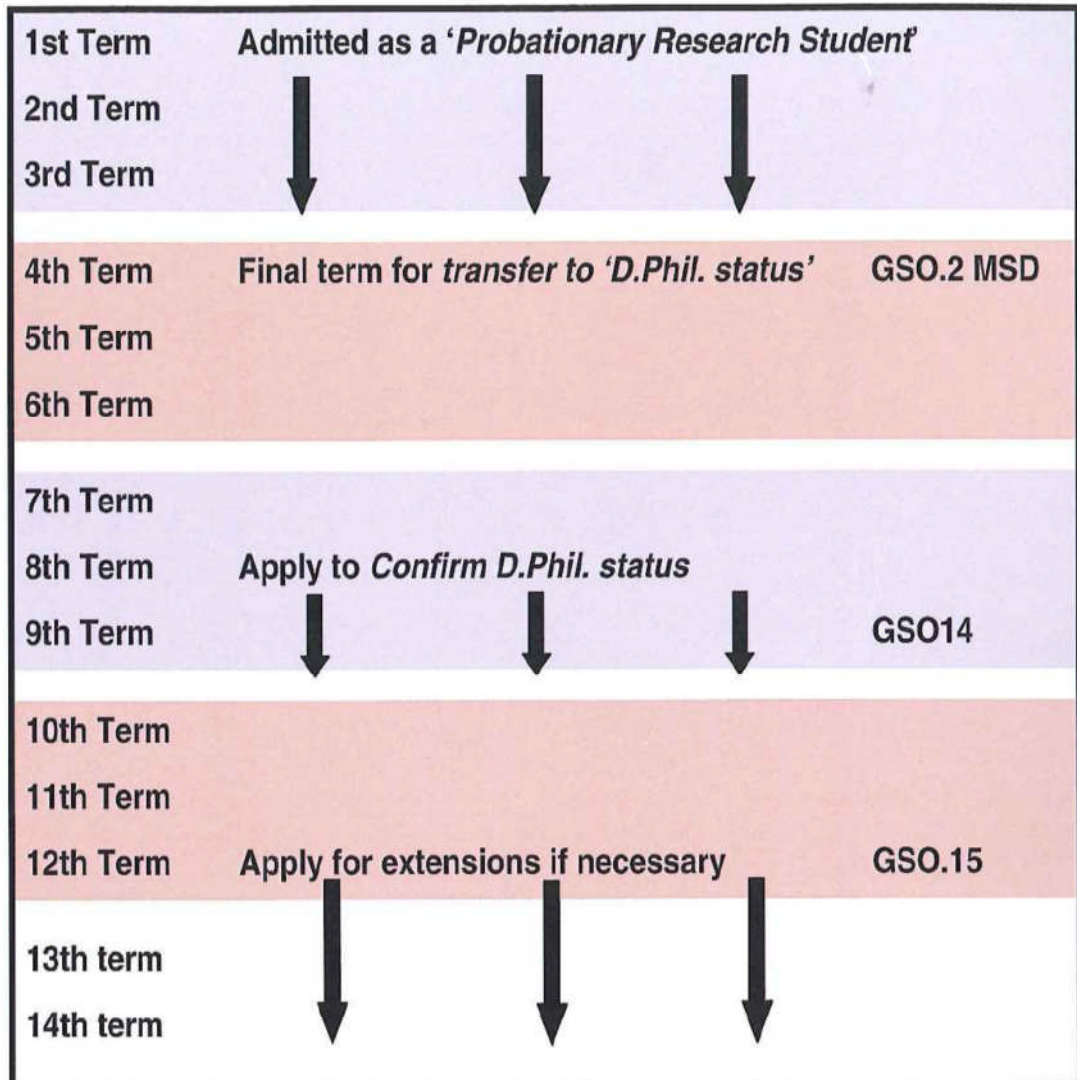 1st Term Admitted as a ‘Probationary Research Student’
2nd Term
3rd Term
4th Term Final term for transfer to ‘D.Phil. status’ GSO.2 MSD
5th Term
6th Term
7th Term
8th Term Apply to Confirm D.Phil. status
9th Term GSO14
10th Term
11th Term
12th Term Apply for extensions if necessary GSO.15
13th term
14th term